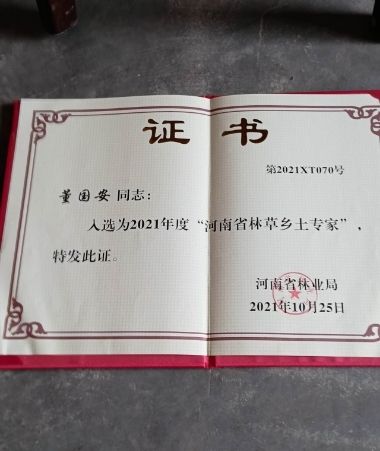 证书
第2021XT070号
董国安 同志：
入选为2021年度“河南省林草乡土专家”，
特发此证。
河南省林业局
2021年10月25日